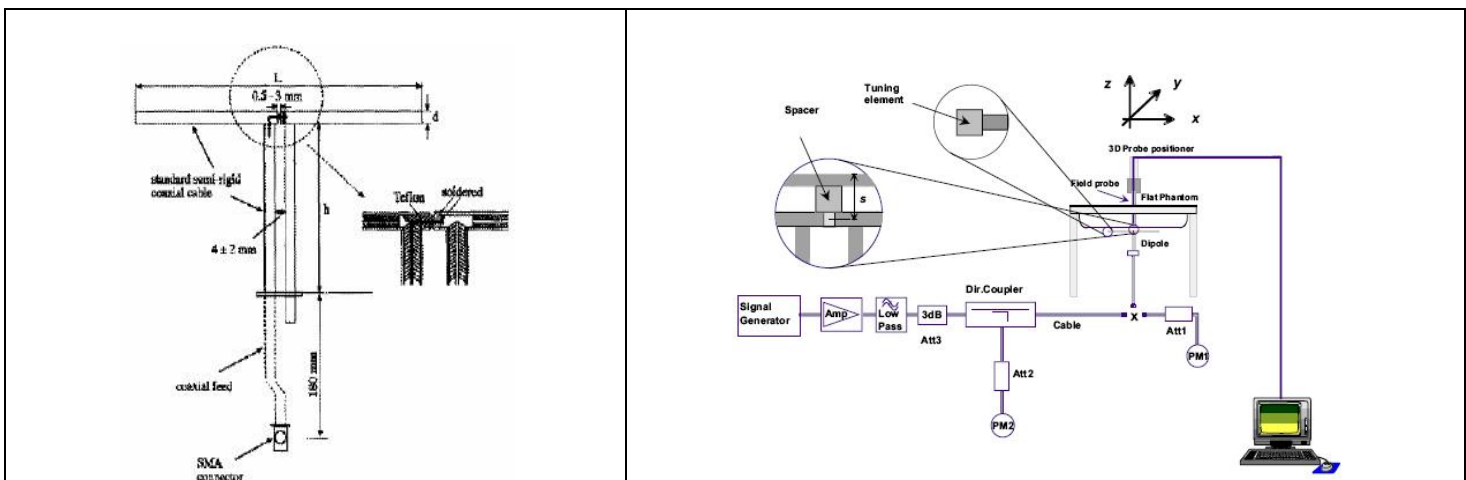 L
0.5-3 mm
d
standard semi-rigid
coaxial cable
h
Teflon
soldered
4 ± 2 mm
coaxial feed
180 mm
SMA
connector
z
y
x
Tuning
element
Spacer
3D Probe positioner
Field probe
Flat Phantom
s
Dipole
Signal
Generator
Amp
Low
Pass
3dB
Att3
Dir.Coupler
Cable
X
Att1
PM1
Att2
PM2